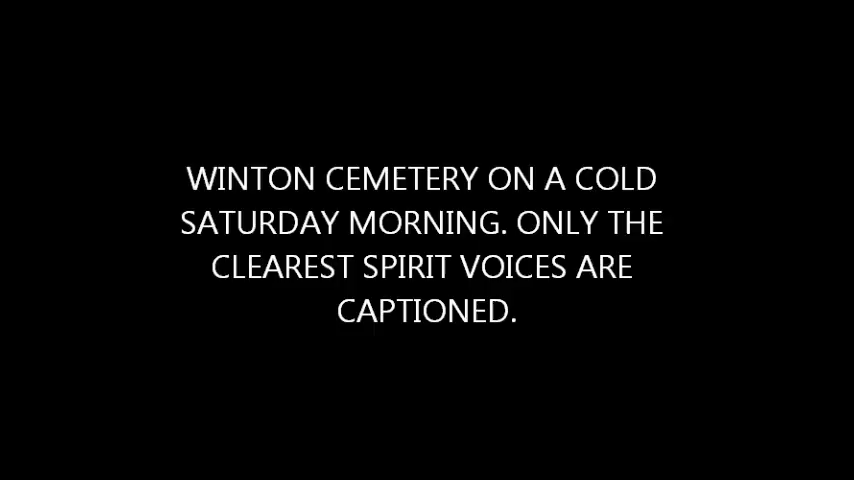 WINTON CEMETERY ON A COLD
SATURDAY MORNING. ONLY THE
CLEAREST SPIRIT VOICES ARE
CAPTIONED.